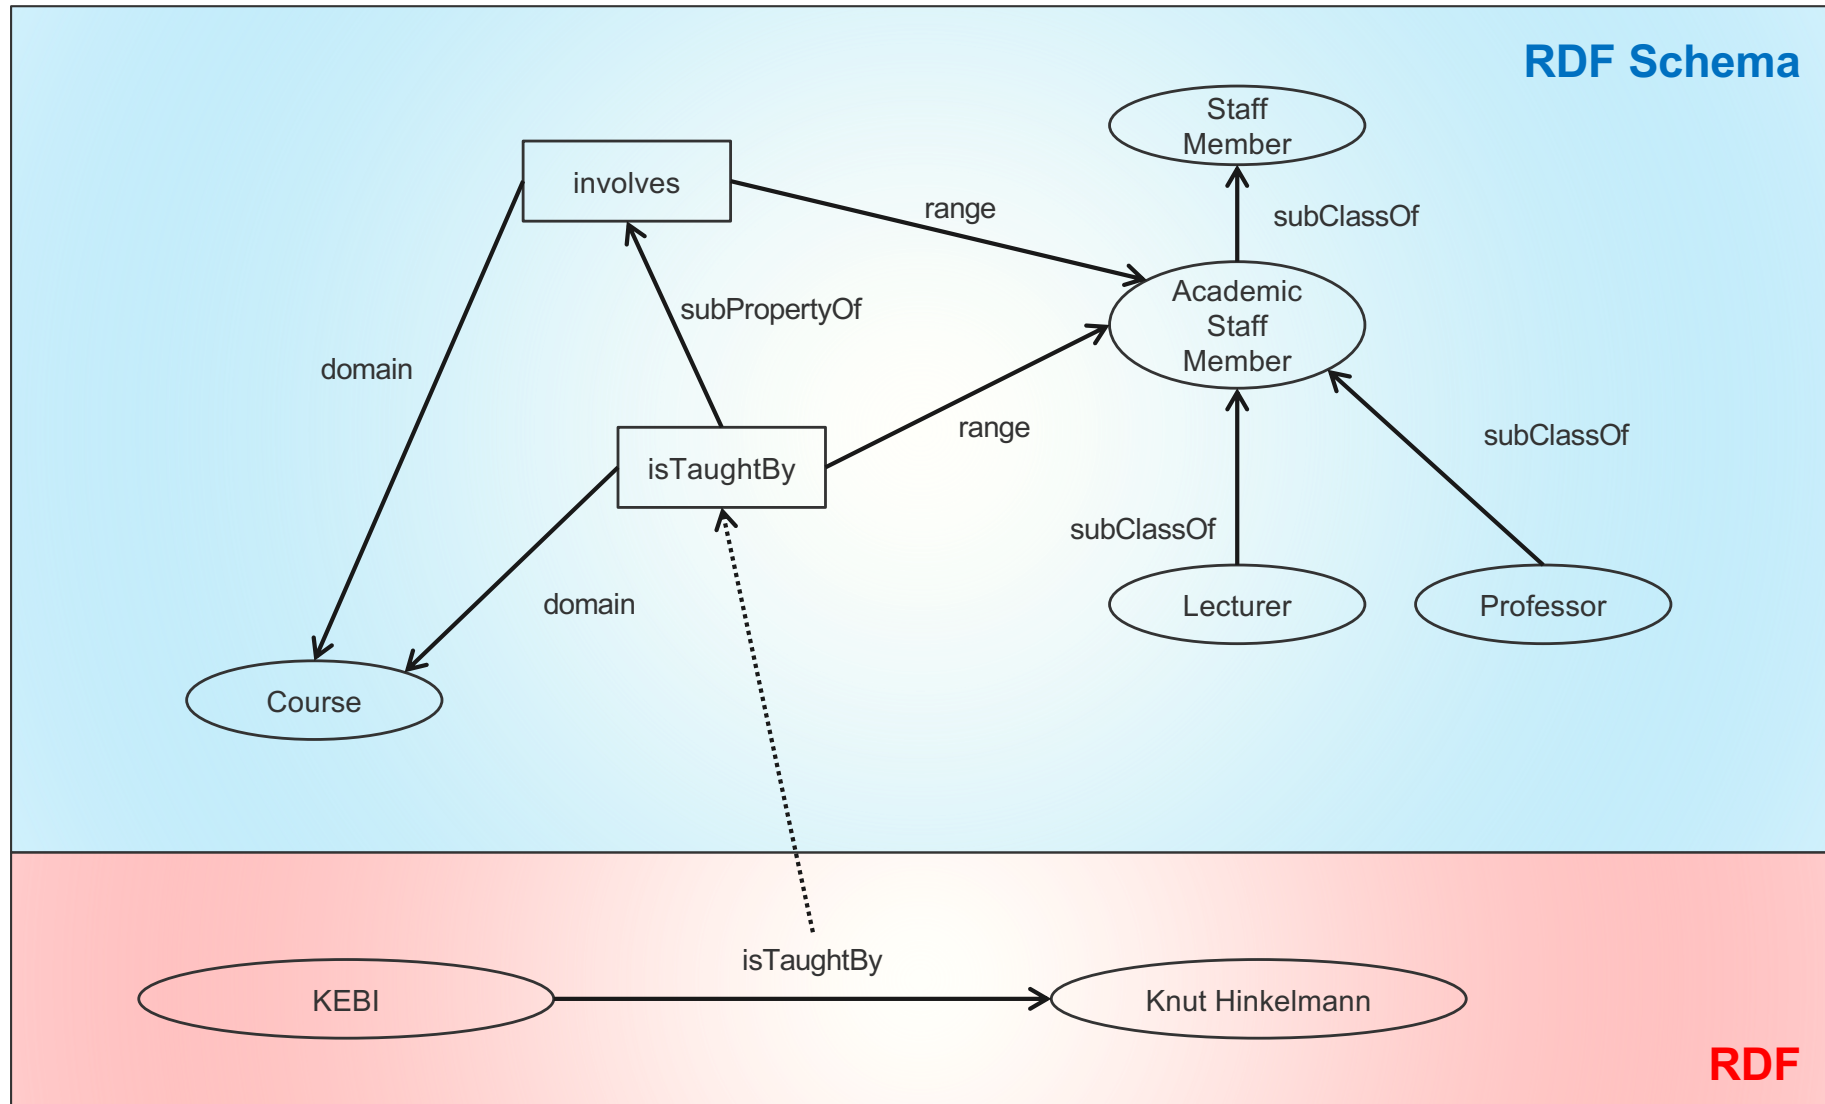 RDF Schema
Staff
Member
involves
range
subClassOf
Academic
Staff
Member
subPropertyOf
domain
range
subClassOf
isTaughtBy
subClassOf
domain
Lecturer
Professor
Course
isTaughtBy
KEBI
Knut Hinkelmann
RDF